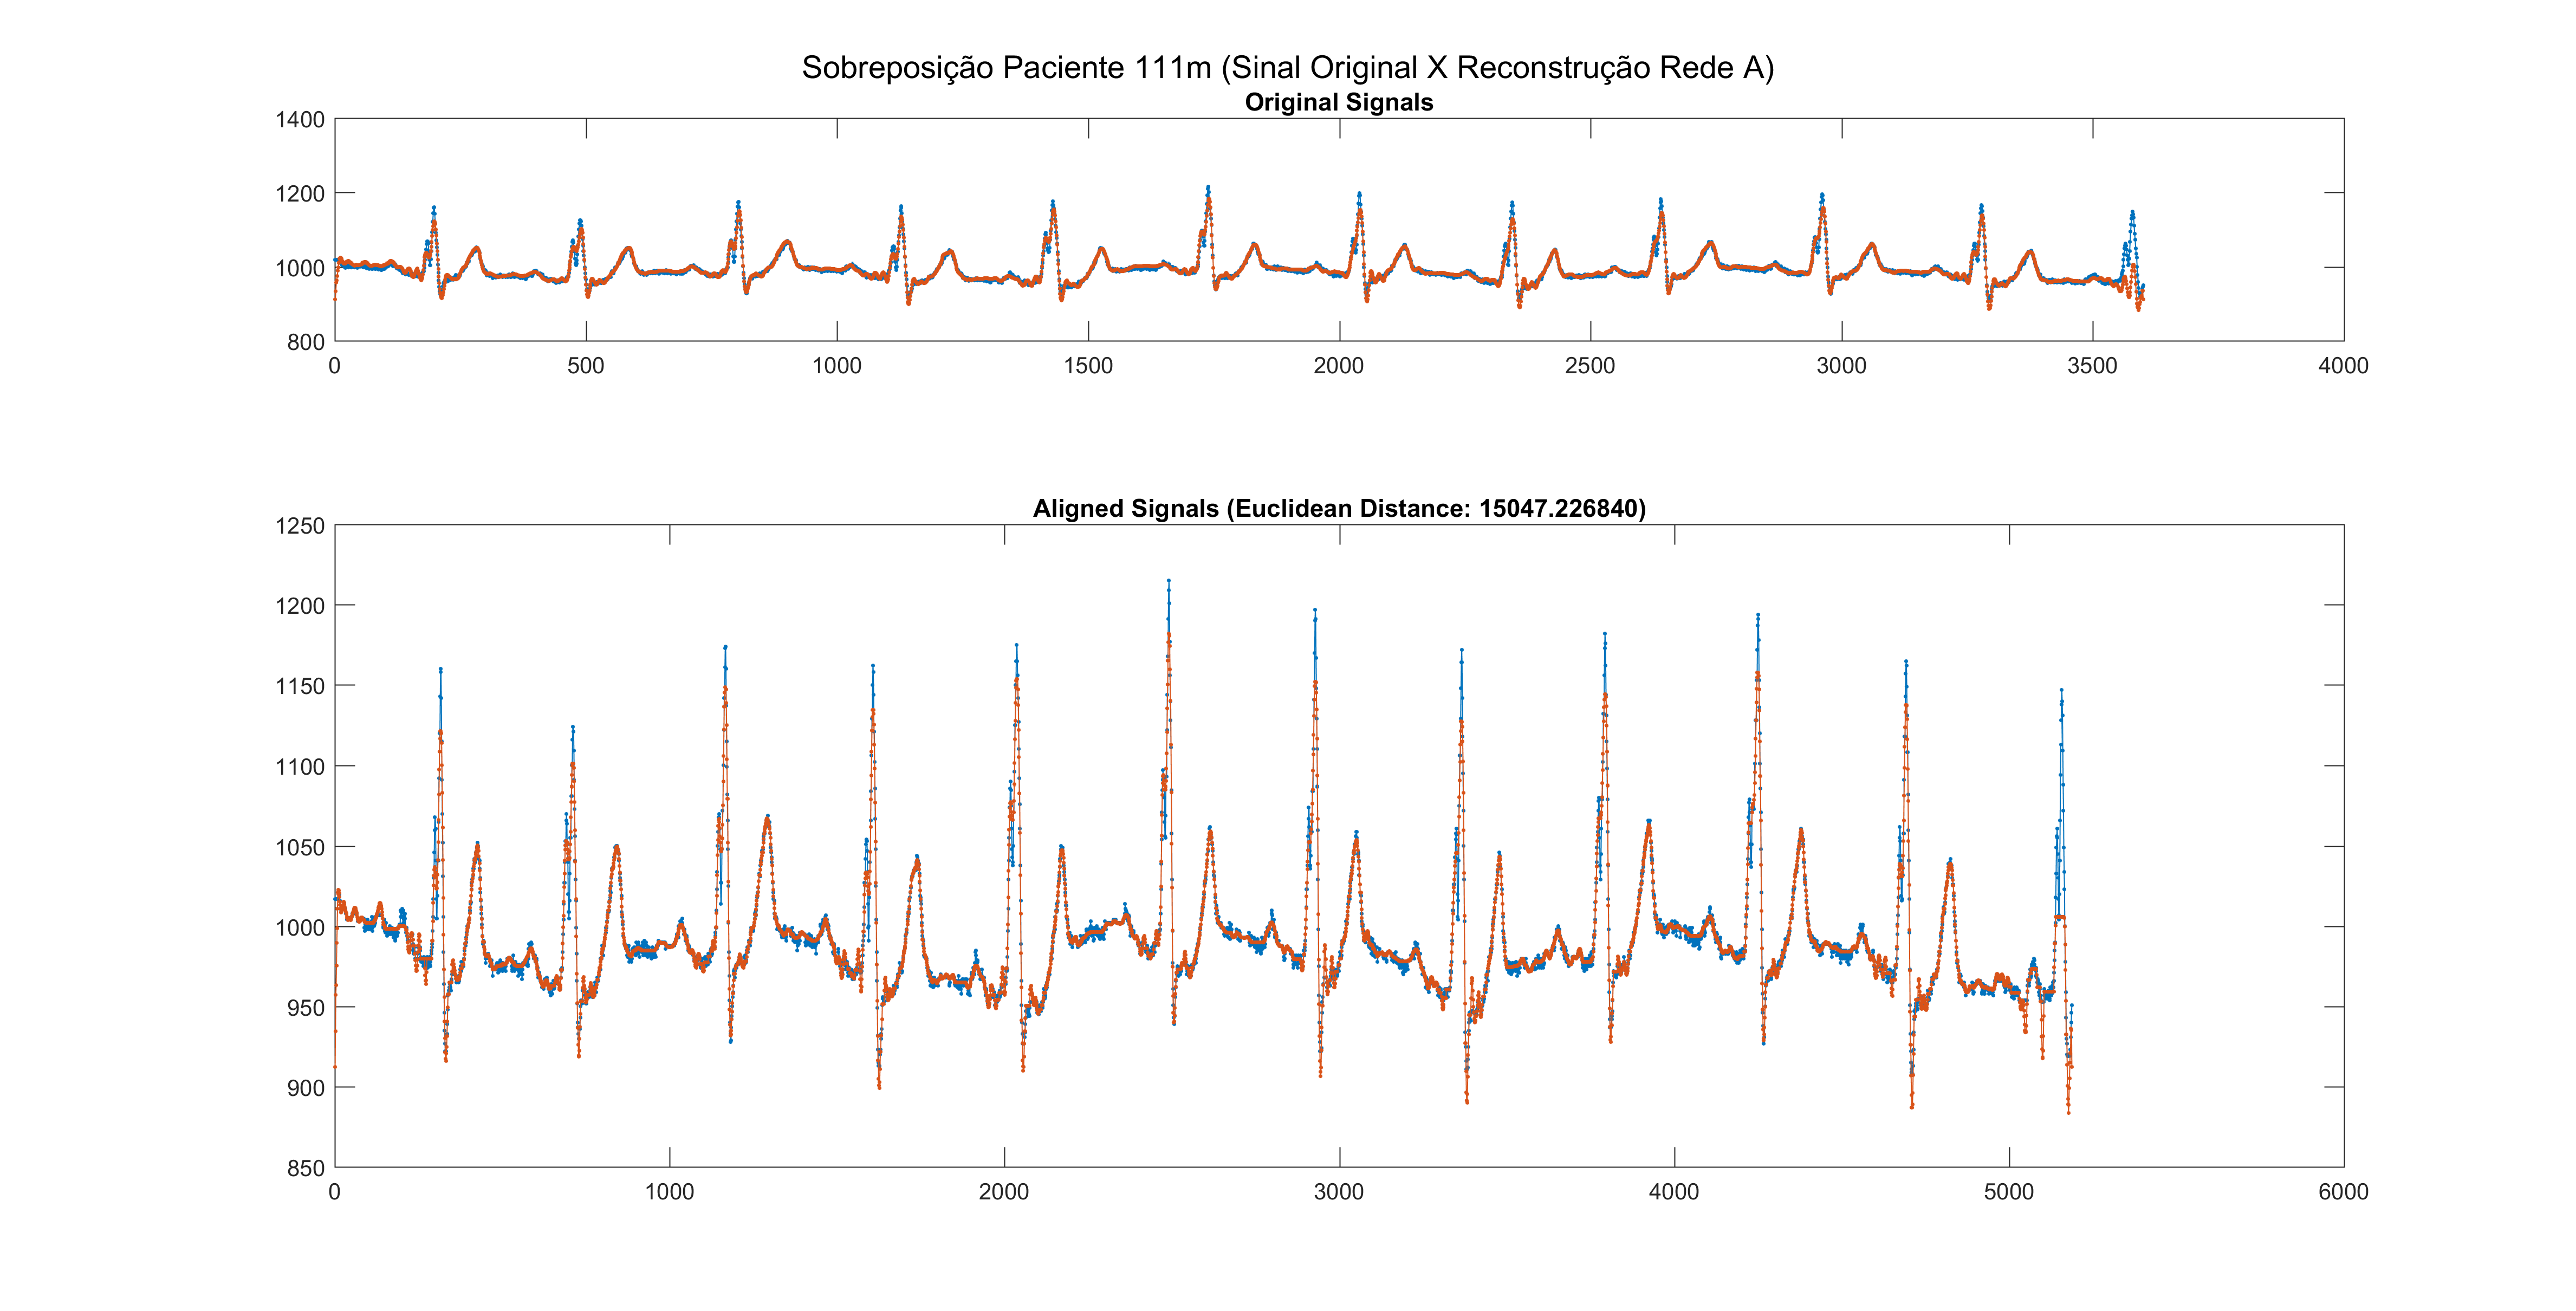 Sobreposição Paciente 111m (Sinal Original X Reconstrução Rede A)
Original Signals
1400
1200
1000
800
0 500 1000 1500 2000 2500 3000 3500 4000
Aligned Signals (Euclidean Distance: 15047.226840)
1250
1200
1150
1100
1050
1000
950
900
850
0 1000 2000 3000 4000 5000 6000